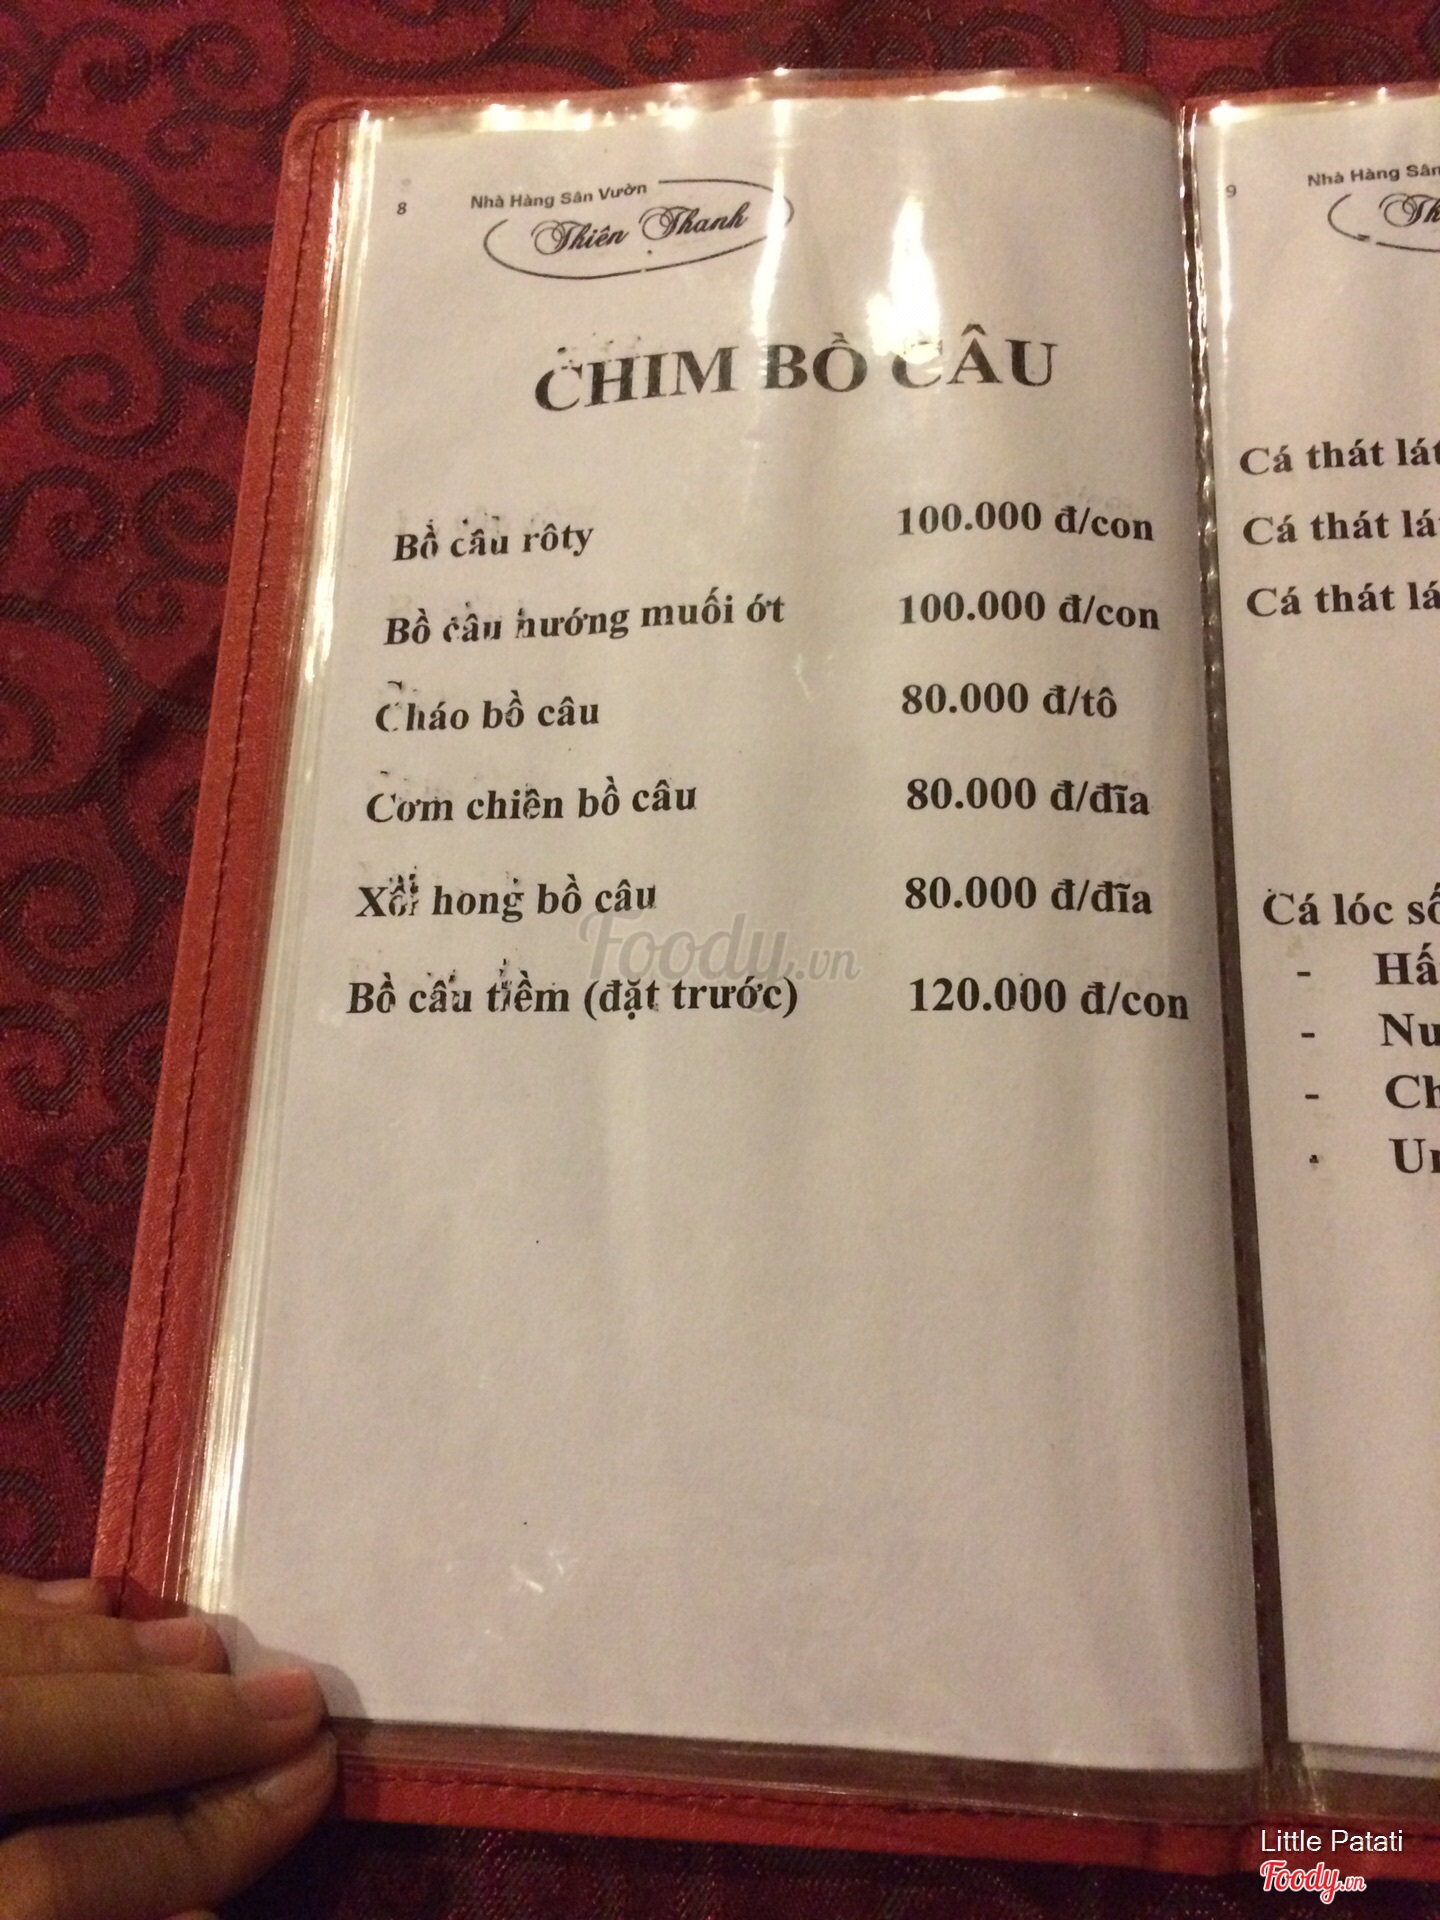 8
Nhà Hàng Sân Vườn
Thiên Thanh
CHIM BỒ CÂU
Bồ câu rôty 100.000 đ/con
Bồ câu nướng muối ớt 100.000 đ/con
Cháo bồ câu 80.000 đ/tô
Cơm chiên bồ câu 80.000 đ/đĩa
Xôi hong bồ câu 80.000 đ/đĩa
Bồ câu tiềm (đặt trước) 120.000 đ/con
Foody.vn
9
Nhà Hàng Sân
Cá thát lát
Cá thát
Cá thát
Cá lóc
-
-
-
Little Patati
Foody.vn